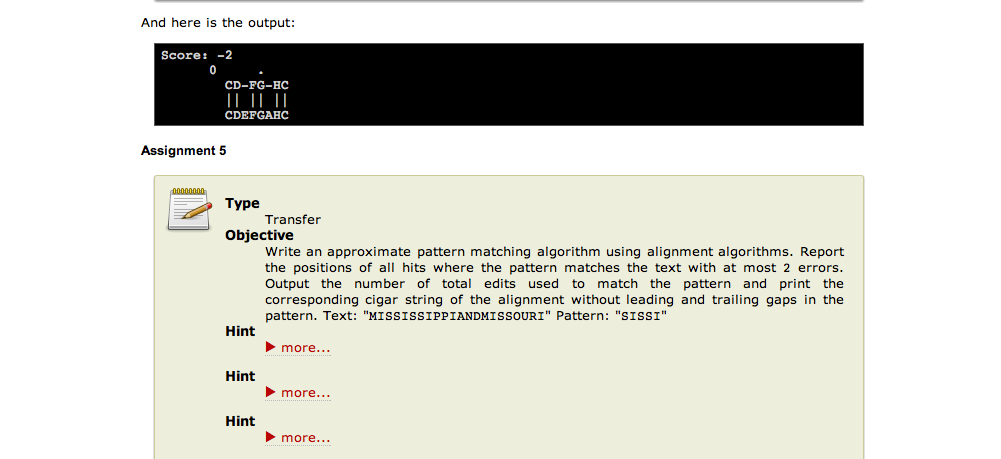 And here is the output:
Score: -2
0 .
CD-FG-HC
|| || ||
CDEFGAHC
Assignment 5
Type
Transfer
Objective
Write an approximate pattern matching algorithm using alignment algorithms. Report
the positions of all hits where the pattern matches the text with at most 2 errors.
Output the number of total edits used to match the pattern and print the
corresponding cigar string of the alignment without leading and trailing gaps in the
pattern. Text: "MISSISSIPPIANDMISSOURI" Pattern: "SISSI"
Hint
▶ more...
Hint
▶ more...
Hint
▶ more...